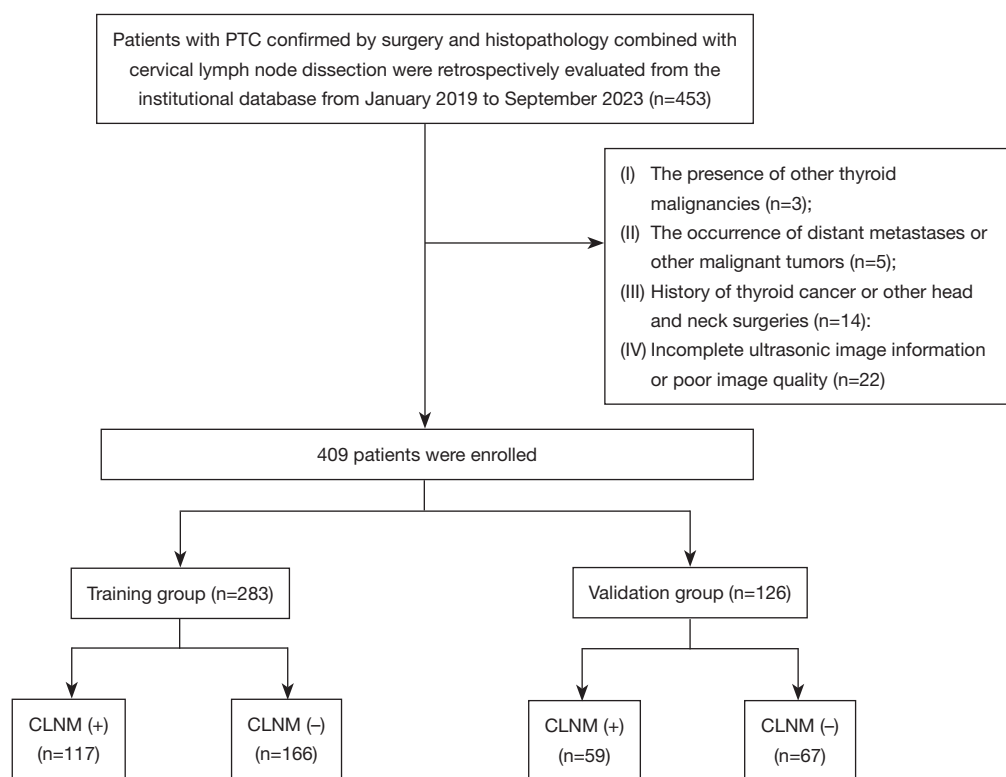 Patients with PTC confirmed by surgery and histopathology combined with
cervical lymph node dissection were retrospectively evaluated from the
institutional database from January 2019 to September 2023 (n=453)
(I) The presence of other thyroid
malignancies (n=3);
(II) The occurrence of distant metastases or
other malignant tumors (n=5);
(III) History of thyroid cancer or other head
and neck surgeries (n=14):
(IV) Incomplete ultrasonic image information
or poor image quality (n=22)
409 patients were enrolled
Training group (n=283)
Validation group (n=126)
CLNM (+)
(n=117)
CLNM (–)
(n=166)
CLNM (+)
(n=59)
CLNM (–)
(n=67)